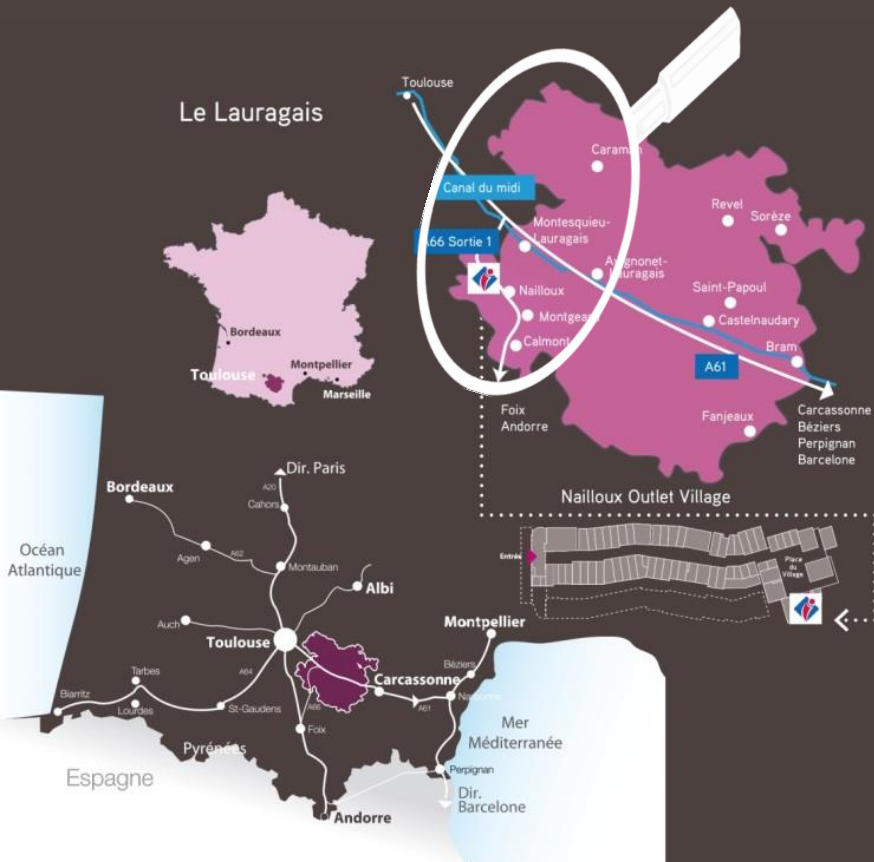 Le Lauragais
Toulouse
Canal du midi
A66 Sortie 1
Caraman
Revel
Sorèze
Montesquieu-
Lauragais
Avignonet-
Lauragais
Nailloux
Montgeard
Calmont
Saint-Papoul
Castelnaudary
Bram
A61
Fanjeaux
Foix
Andorre
Carcassonne
Béziers
Perpignan
Barcelone
Bordeaux
Toulouse
Montpellier
Marseille
Nailloux Outlet Village
Entrée
Place
du
Village
Océan
Atlantique
Dir. Paris
A20
Cahors
Bordeaux
Agen
A62
Montauban
Albi
Auch
Toulouse
Montpellier
Béziers
Carcassonne
Narbonne
A61
A64
A66
Tarbes
Biarritz
Lourdes
St-Gaudens
Foix
Pyrénées
Espagne
Mer
Méditerranée
Perpignan
Dir.
Barcelone
Andorre